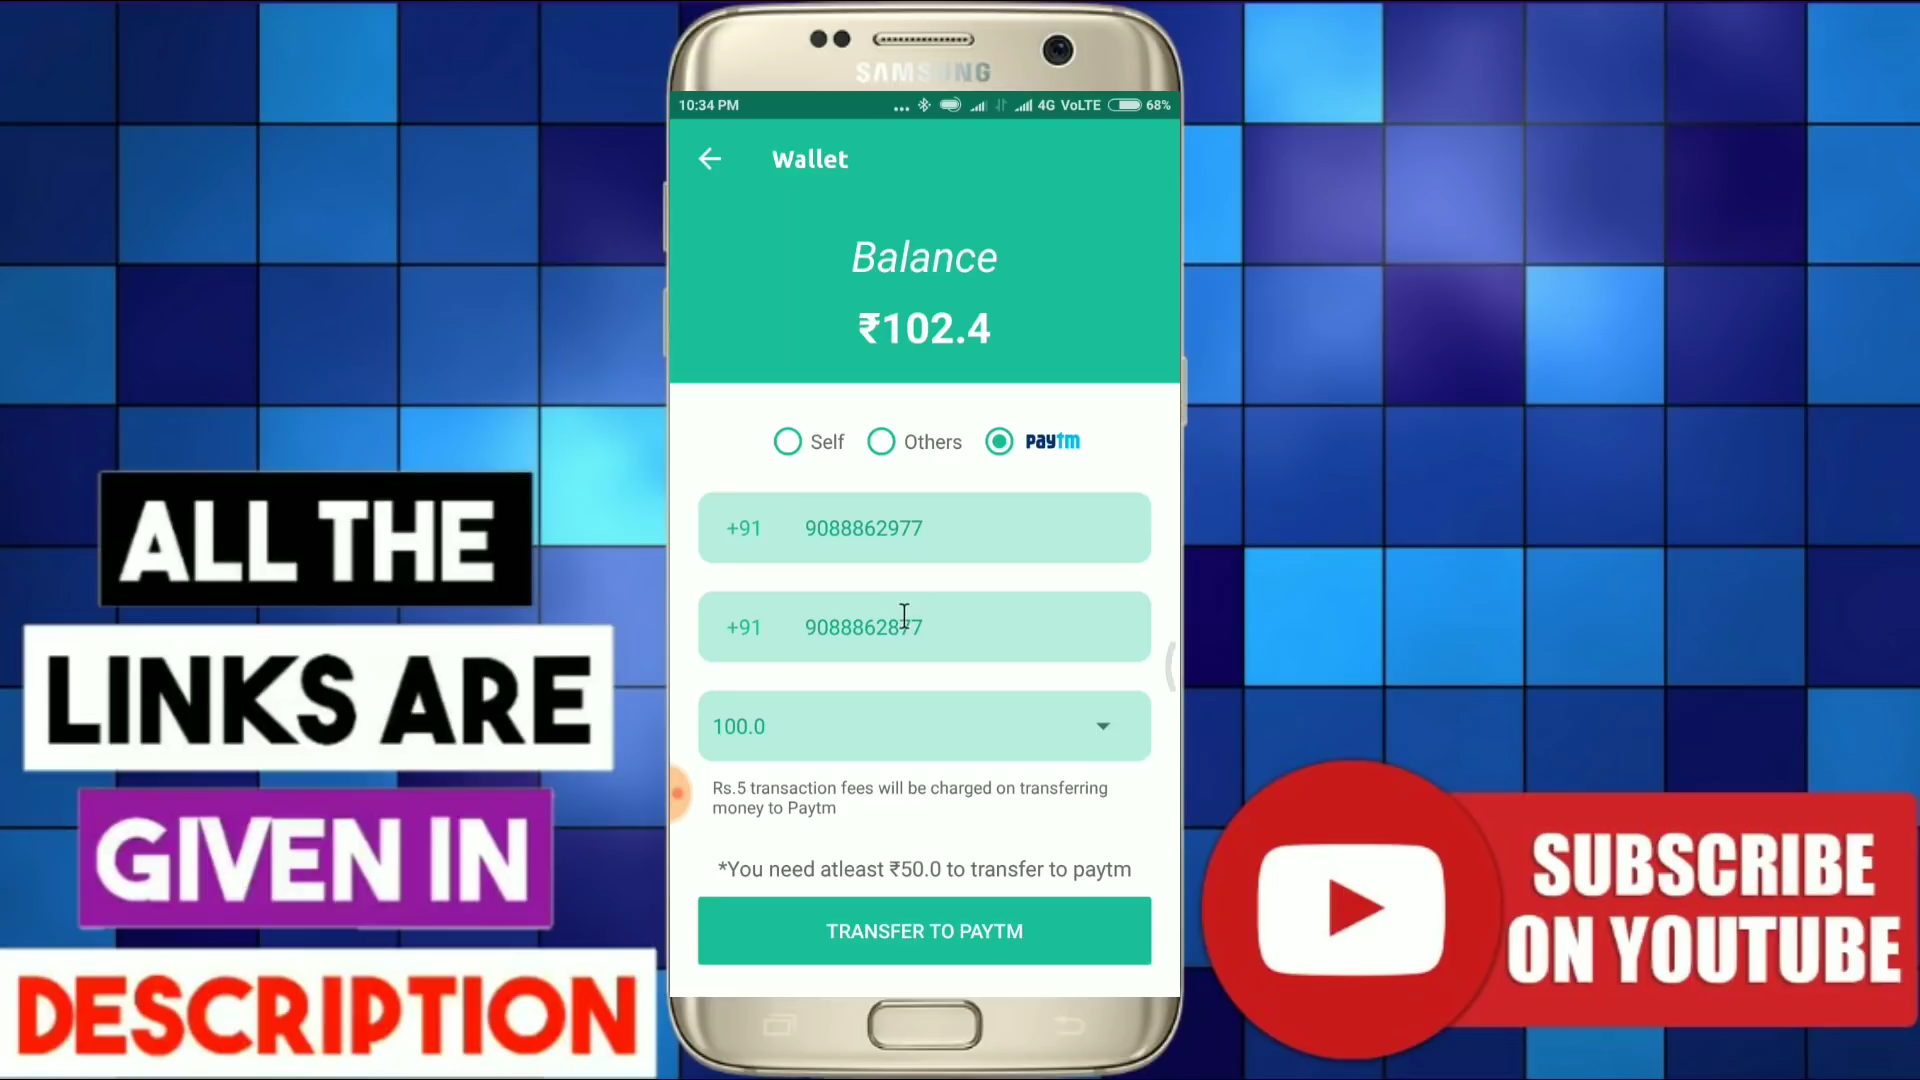 SAMSUNG
10:34 PM
4G VoLTE 68%
Wallet
Balance
₹102.4
Self Others paytm
+91 9088862977
+91 9088862877
100.0
Rs.5 transaction fees will be charged on transferring
money to Paytm
*You need atleast ₹50.0 to transfer to paytm
TRANSFER TO PAYTM
ALL THE
LINKS ARE
GIVEN IN
DESCRIPTION
SUBSCRIBE
ON YOUTUBE